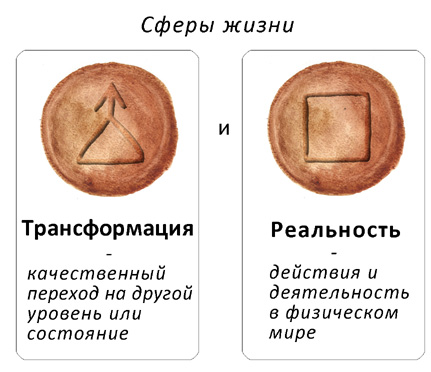 Сферы жизни
Трансформация
-
качественный
переход на другой
уровень или
состояние
и
Реальность
-
действия и
деятельность
в физическом
мире